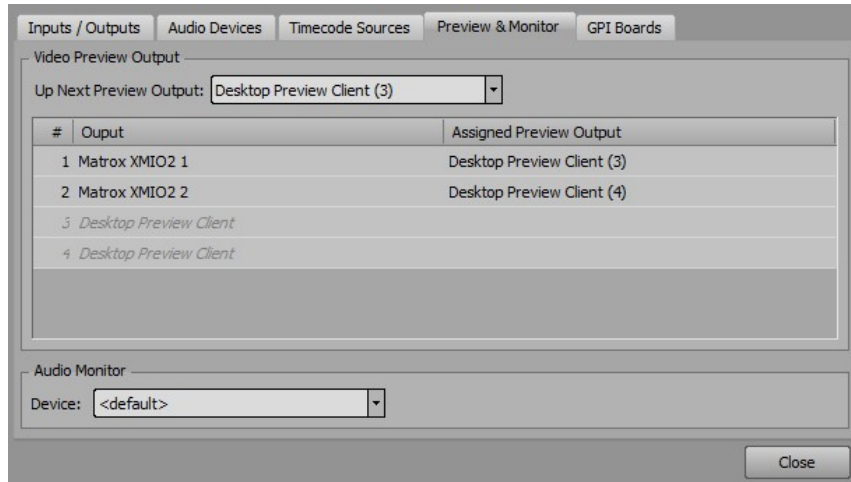 Inputs / Outputs Audio Devices Timecode Sources Preview & Monitor GPI Boards
Video Preview Output
Up Next Preview Output: Desktop Preview Client (3)
# Ouput Assigned Preview Output
1 Matrox XMIO2 1 Desktop Preview Client (3)
2 Matrox XMIO2 2 Desktop Preview Client (4)
3 Desktop Preview Client
4 Desktop Preview Client
Audio Monitor
Device: <default>
Close